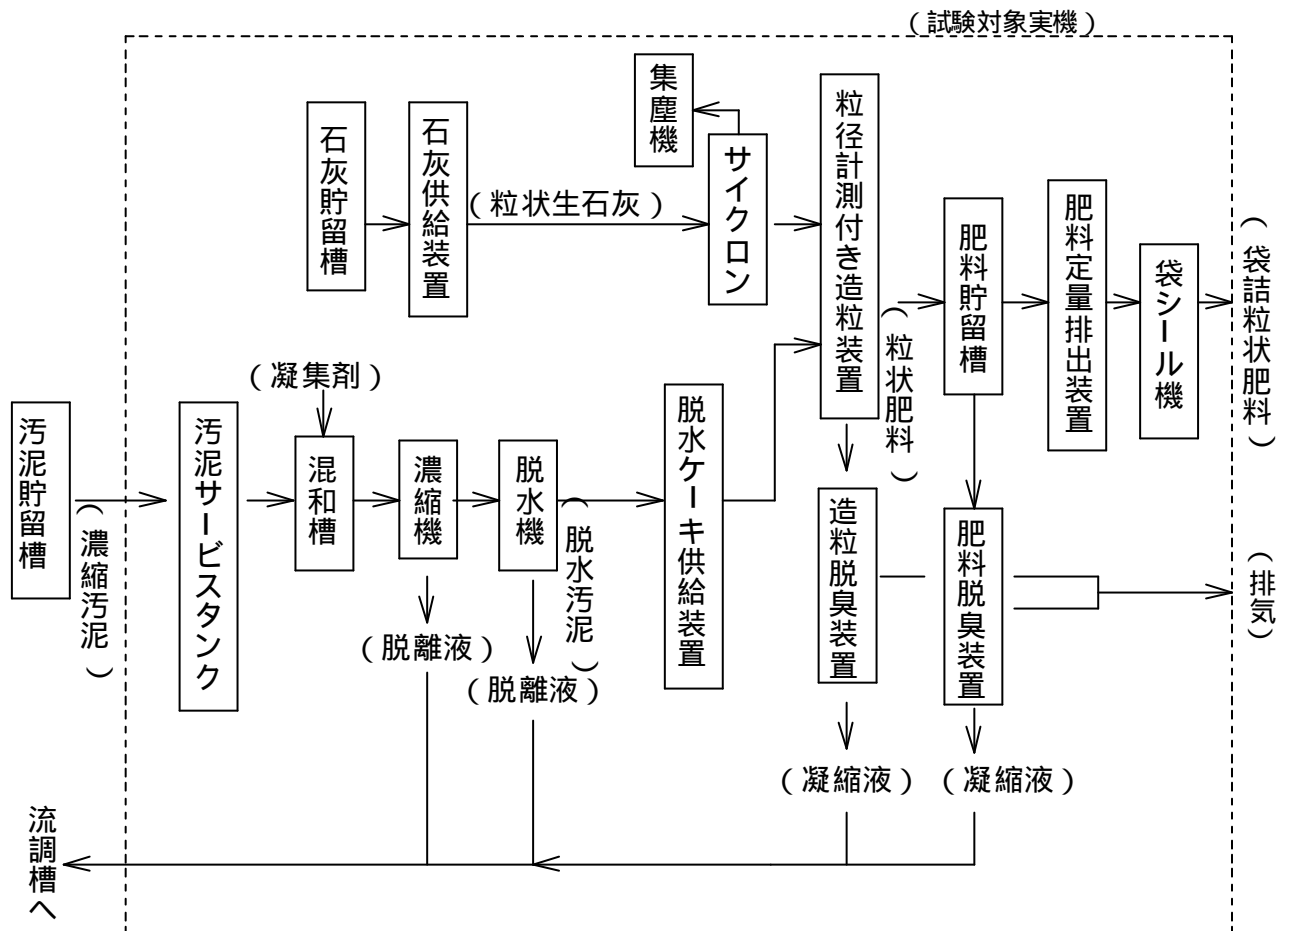 （試験対象実機）
石灰貯留槽
石灰供給装置
（粒状生石灰）
集塵機
サイクロン
粒径計測付き造粒装置
（粒状肥料）
肥料貯留槽
肥料定量排出装置
袋シール機
（袋詰粒状肥料）
汚泥貯留槽
（濃縮汚泥）
汚泥サービスタンク
（凝集剤）
混和槽
濃縮機
脱水機
（脱水汚泥）
脱水ケーキ供給装置
造粒脱臭装置
肥料脱臭装置
（排気）
（脱離液）
（脱離液）
（凝縮液）
（凝縮液）
流調槽へ